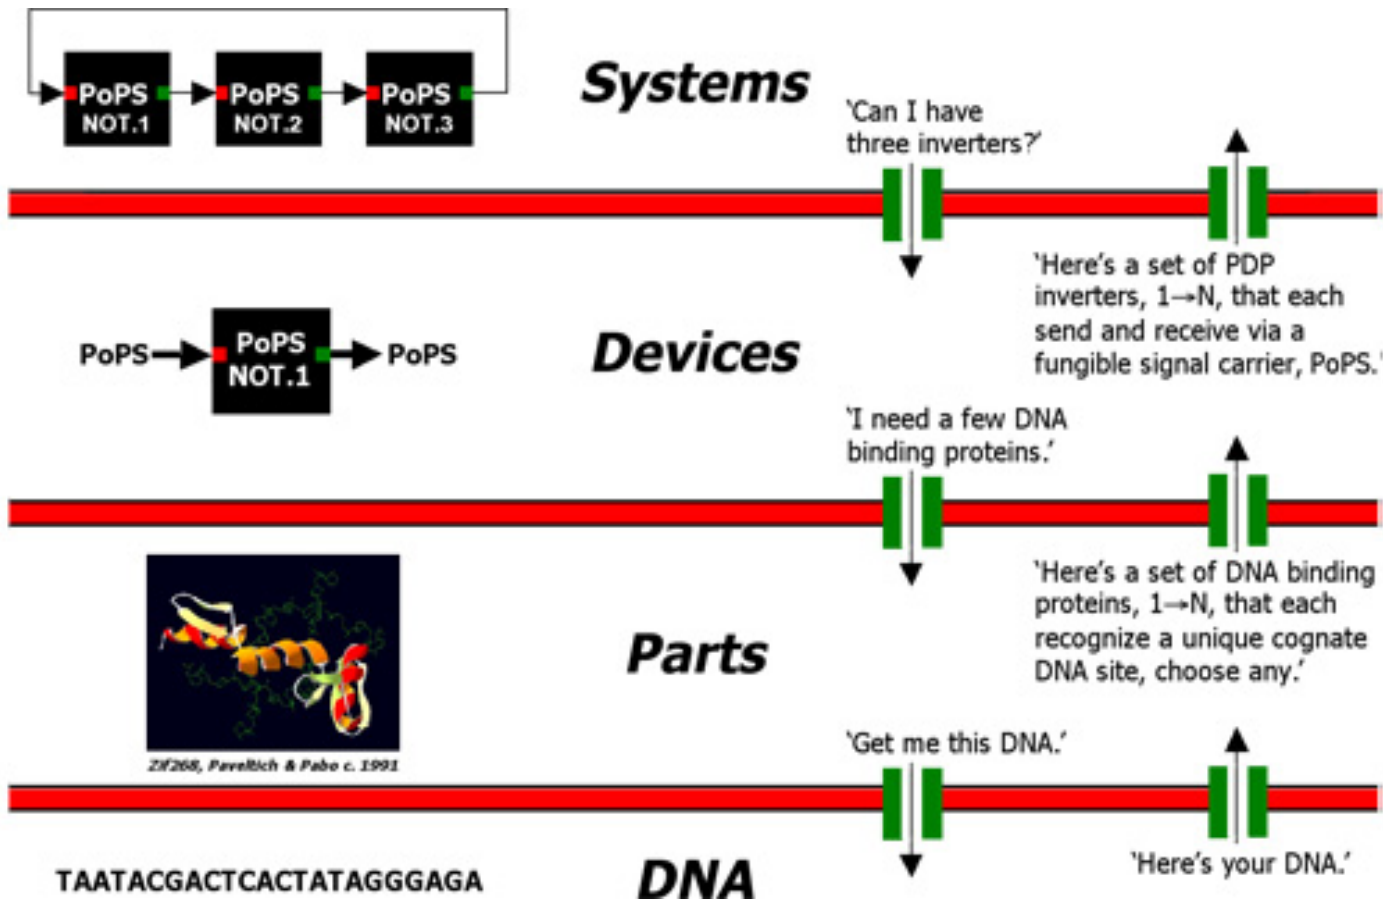 PoPS
NOT.1
PoPS
NOT.2
PoPS
NOT.3
Systems
‘Can I have
three inverters?’
‘Here’s a set of PDP
inverters, 1→N, that each
send and receive via a
fungible signal carrier, PoPS.’
PoPS
PoPS
NOT.1
PoPS
Devices
‘I need a few DNA
binding proteins.’
‘Here’s a set of DNA binding
proteins, 1→N, that each
recognize a unique cognate
DNA site, choose any.’
Parts
Zif268, Paveltich & Pabo c. 1991
‘Get me this DNA.’
‘Here’s your DNA.’
TAATACGACTCACTATAGGGAGA
DNA